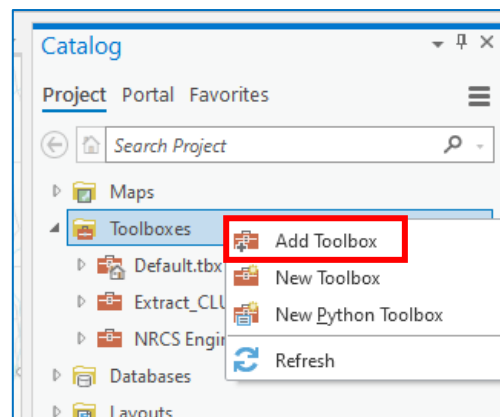 Catalog
Project Portal Favorites
Search Project
Maps
Toolboxes
Add Toolbox
Default.tbx
New Toolbox
Extract_CLU
New Python Toolbox
NRCS Engin
Refresh
Databases
Layouts